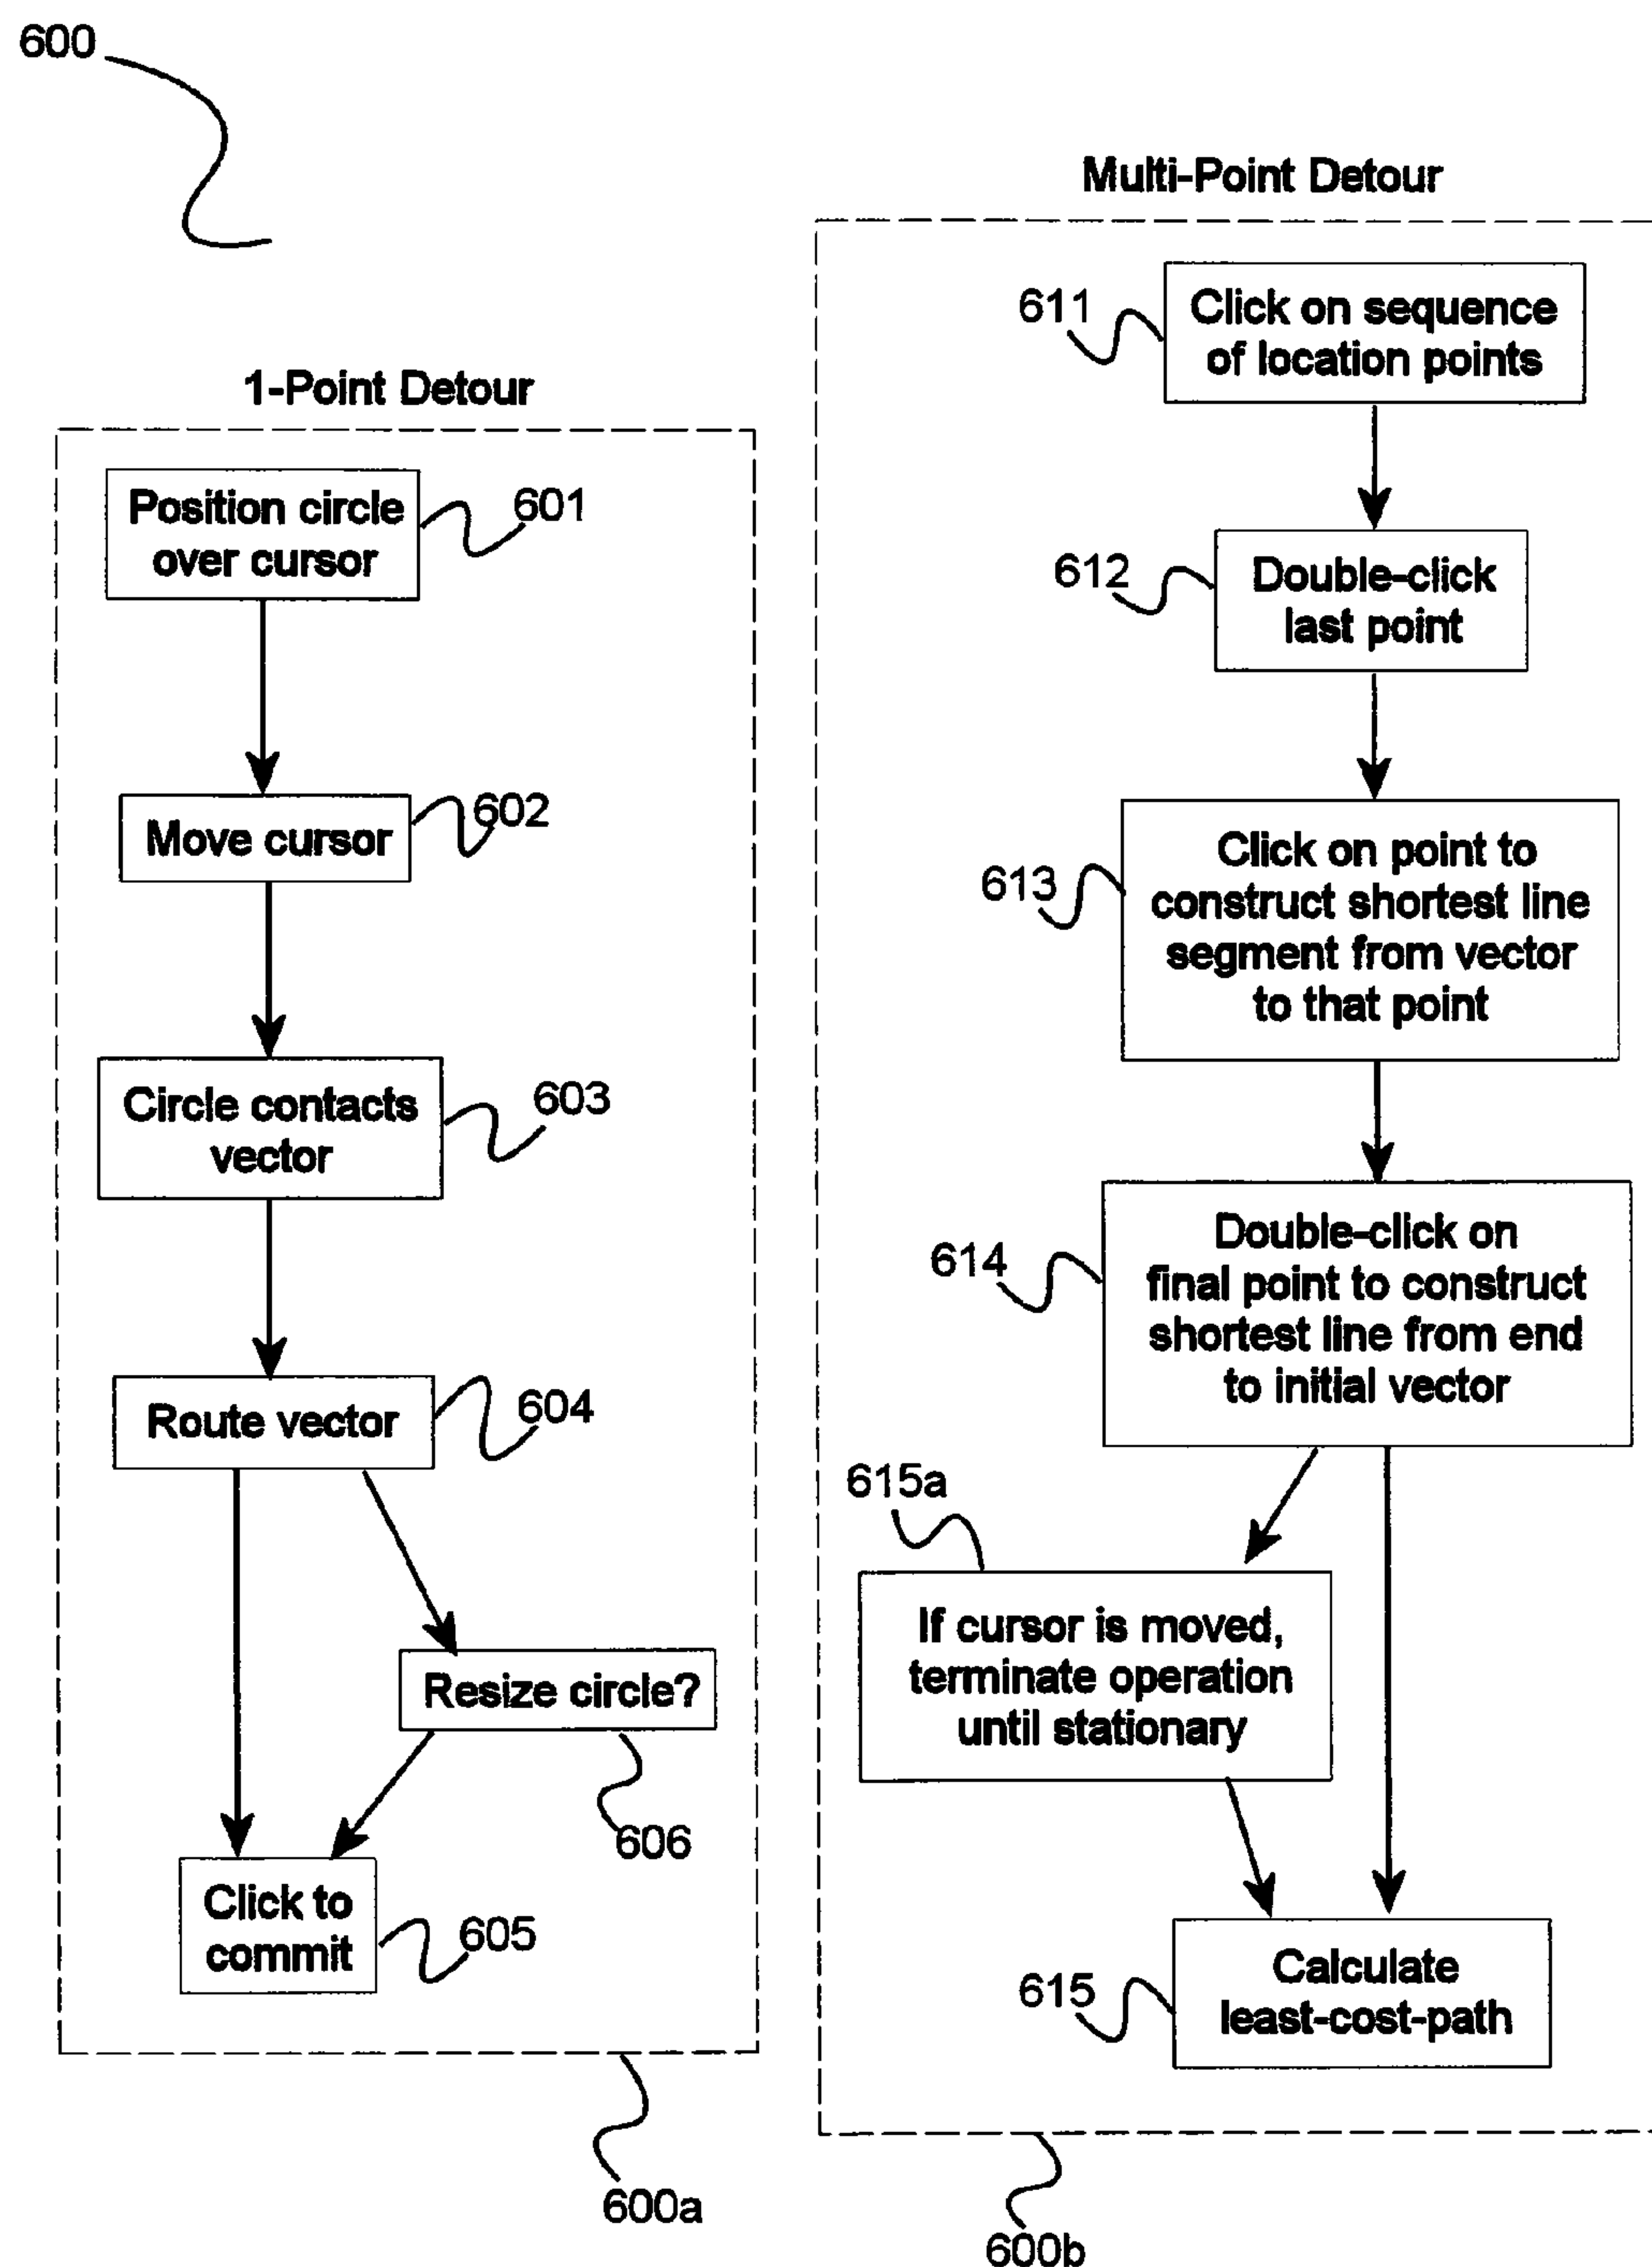 600
1-Point Detour
Position circle
over cursor
601
Move cursor
602
Circle contacts
vector
603
Route vector
604
Resize circle?
606
Click to
commit
605
600a
Multi-Point Detour
611
Click on sequence
of location points
612
Double-click
last point
613
Click on point to
construct shortest line
segment from vector
to that point
614
Double-click on
final point to construct
shortest line from end
to initial vector
615a
If cursor is moved,
terminate operation
until stationary
615
Calculate
least-cost-path
600b